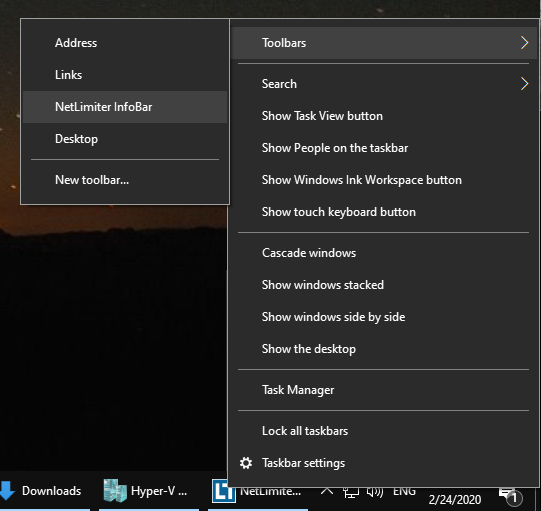 Address
Links
NetLimiter InfoBar
Desktop
New toolbar...
Toolbars
Search
Show Task View button
Show People on the taskbar
Show Windows Ink Workspace button
Show touch keyboard button
Cascade windows
Show windows stacked
Show windows side by side
Show the desktop
Task Manager
Lock all taskbars
Taskbar settings
Downloads
Hyper-V ...
NetLimite...
ENG
2/24/2020
1